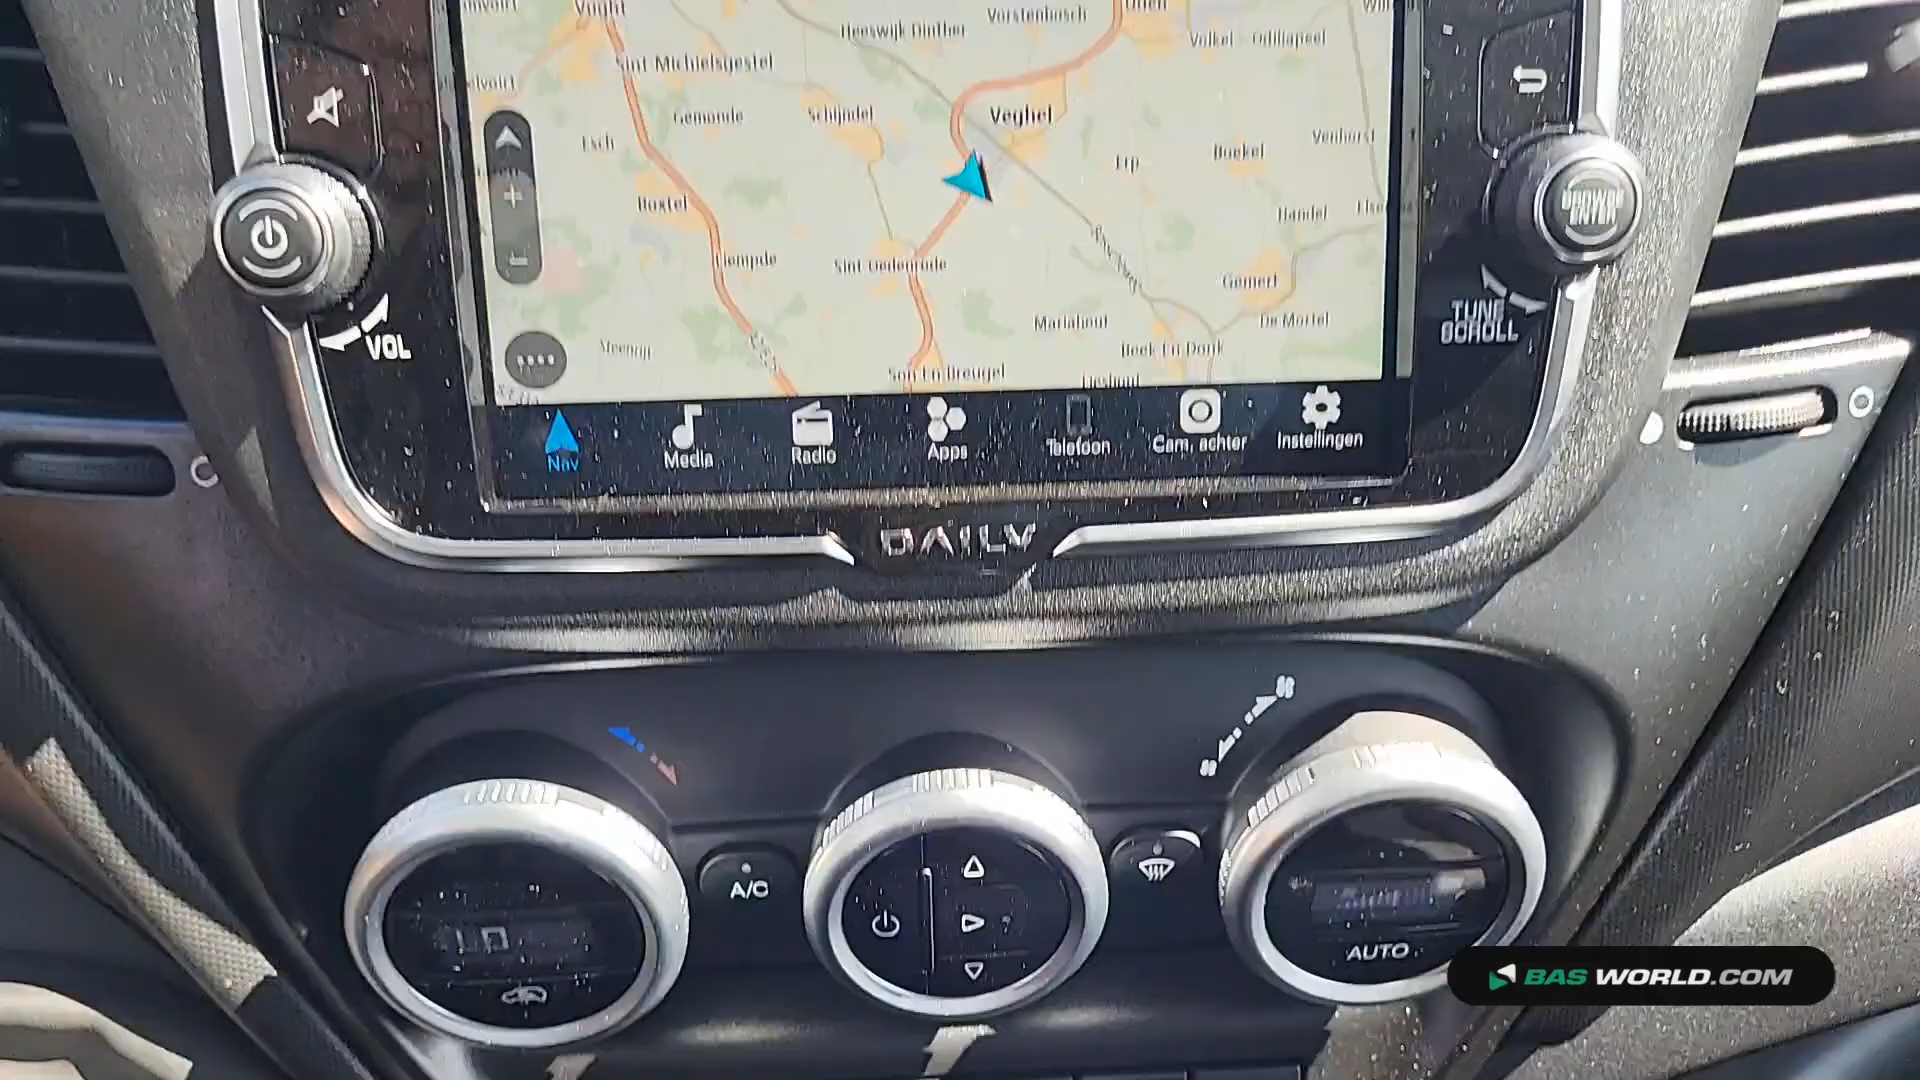 Vught
Heeswijk Dinther
Vorstenbosch
Uden
Sint Michielsgestel
Volkel
Odiliapeel
Gemonde
Schijndel
Veghel
Esch
Venhorst
Boekel
Erp
Boxtel
Handel
Liempde
Sint Oedenrode
Gemert
Mariahout
De Mortel
Beek En Donk
Son En Breugel
Lieshout
VOL
TUNE
SCROLL
Nav
Media
Radio
Apps
Telefoon
Cam. achter
Instellingen
DAILY
A/C
AUTO
BAS WORLD.COM